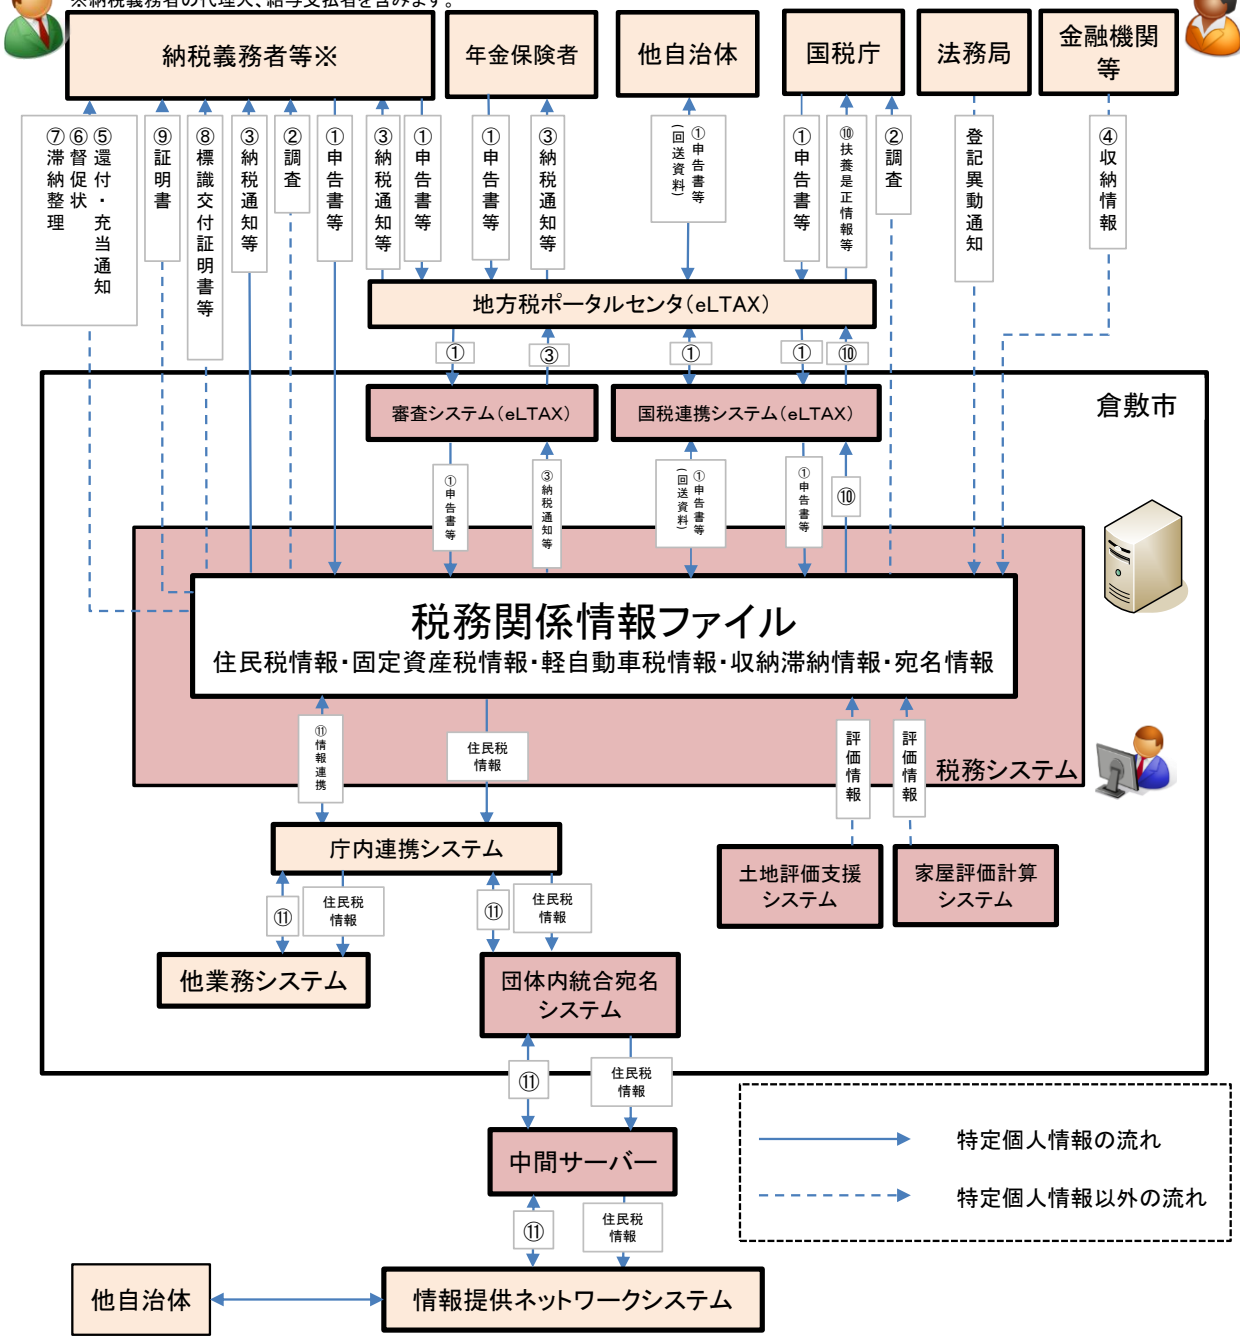 ※納税義務者の代理人、給与支払者を含みます。
納税義務者等※
年金保険者
他自治体
国税庁
法務局
金融機関
等
⑤還付・充当通知
⑥督促状
⑦滞納整理
⑨証明書
⑧標識交付証明書等
③納税通知等
②調査
①申告書等
③納税通知等
①申告書等
①申告書等
③納税通知等
①申告書等
(回送資料)
①申告書等
⑩扶養是正情報等
②調査
登記異動通知
④収納情報
地方税ポータルセンタ(eLTAX)
①
③
①
①
⑩
倉敷市
審査システム(eLTAX)
国税連携システム(eLTAX)
①申告書等
③納税通知等
①申告書等
(回送資料)
①申告書等
⑩
税務関係情報ファイル
住民税情報・固定資産税情報・軽自動車税情報・収納滞納情報・宛名情報
⑪情報連携
住民税
情報
評価情報
評価情報
税務システム
庁内連携システム
土地評価支援
システム
家屋評価計算
システム
⑪
住民税
情報
⑪
住民税
情報
他業務システム
団体内統合宛名
システム
⑪
住民税
情報
中間サーバー
特定個人情報の流れ
特定個人情報以外の流れ
⑪
住民税
情報
他自治体
情報提供ネットワークシステム